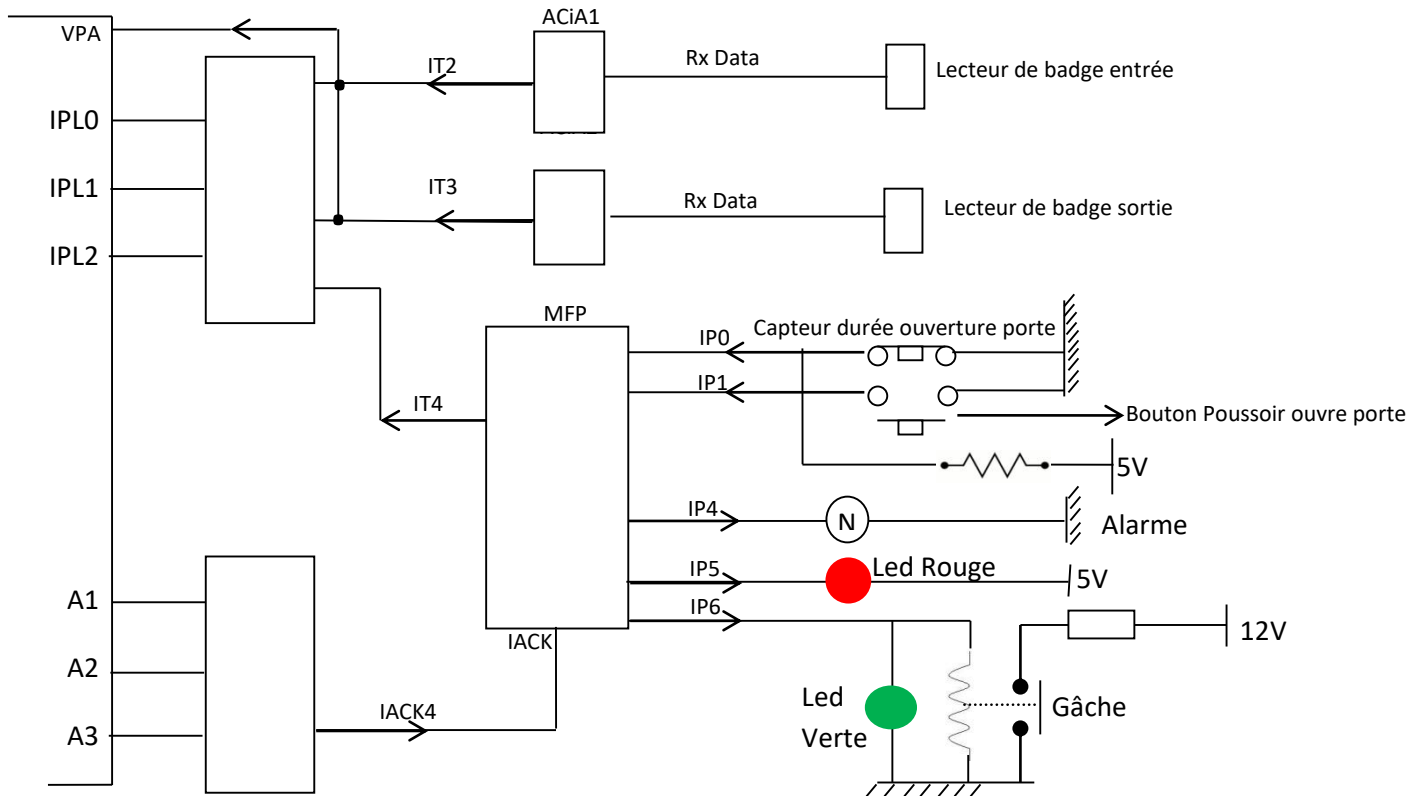 ACiA1
VPA
IT2
Rx Data
Lecteur de badge entrée
IPL0
IPL1
IT3
Rx Data
Lecteur de badge sortie
IPL2
MFP
IP0
Capteur durée ouverture porte
IP1
IT4
Bouton Poussoir ouvre porte
5V
IP4
N
Alarme
IP5
Led Rouge
5V
A1
IP6
12V
IACK
A2
Led
Verte
Gâche
IACK4
A3